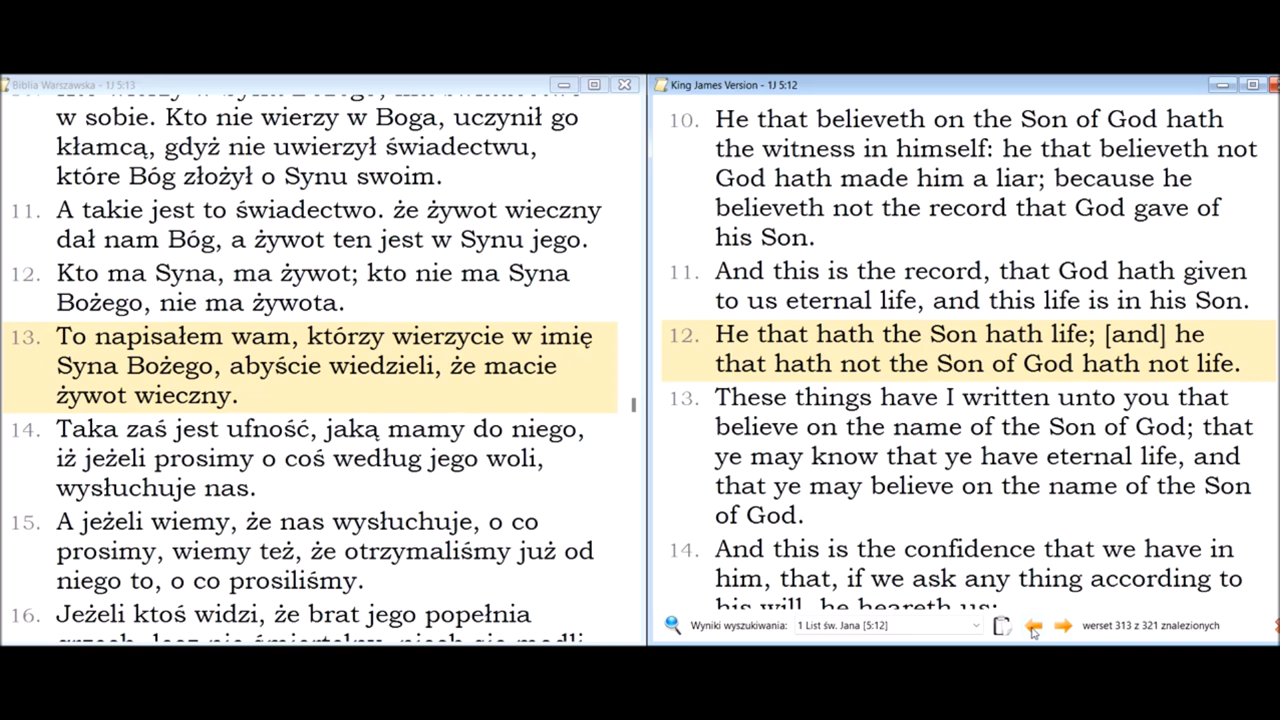 Biblia Warszawska - 1J 5:13
w sobie. Kto nie wierzy w Boga, uczynił go
kłamcą, gdyż nie uwierzył świadectwu,
które Bóg złożył o Synu swoim.
11. A takie jest to świadectwo. że żywot wieczny
dał nam Bóg, a żywot ten jest w Synu jego.
12. Kto ma Syna, ma żywot; kto nie ma Syna
Bożego, nie ma żywota.
13. To napisałem wam, którzy wierzycie w imię
Syna Bożego, abyście wiedzieli, że macie
żywot wieczny.
14. Taka zaś jest ufność, jaką mamy do niego,
iż jeżeli prosimy o coś według jego woli,
wysłuchuje nas.
15. A jeżeli wiemy, że nas wysłuchuje, o co
prosimy, wiemy też, że otrzymaliśmy już od
niego to, o co prosiliśmy.
16. Jeżeli ktoś widzi, że brat jego popełnia
King James Version - 1J 5:12
10. He that believeth on the Son of God hath
the witness in himself: he that believeth not
God hath made him a liar; because he
believeth not the record that God gave of
his Son.
11. And this is the record, that God hath given
to us eternal life, and this life is in his Son.
12. He that hath the Son hath life; [and] he
that hath not the Son of God hath not life.
13. These things have I written unto you that
believe on the name of the Son of God; that
ye may know that ye have eternal life, and
that ye may believe on the name of the Son
of God.
14. And this is the confidence that we have in
him, that, if we ask any thing according to
his will, he heareth us:
Wyniki wyszukiwania: 1 List św. Jana [5:12] werset 313 z 321 znalezionych